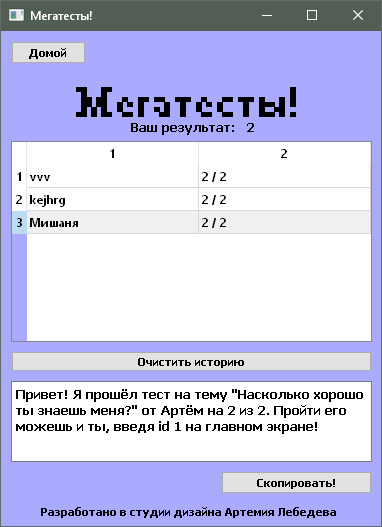 Мегатесты!
Домой
Мегатесты!
Ваш результат: 2
1 2
1 vvv 2 / 2
2 kejhrg 2 / 2
3 Мишаня 2 / 2
Очистить историю
Привет! Я прошёл тест на тему "Насколько хорошо
ты знаешь меня?" от Артём на 2 из 2. Пройти его
можешь и ты, введя id 1 на главном экране!
Скопировать!
Разработано в студии дизайна Артемия Лебедева